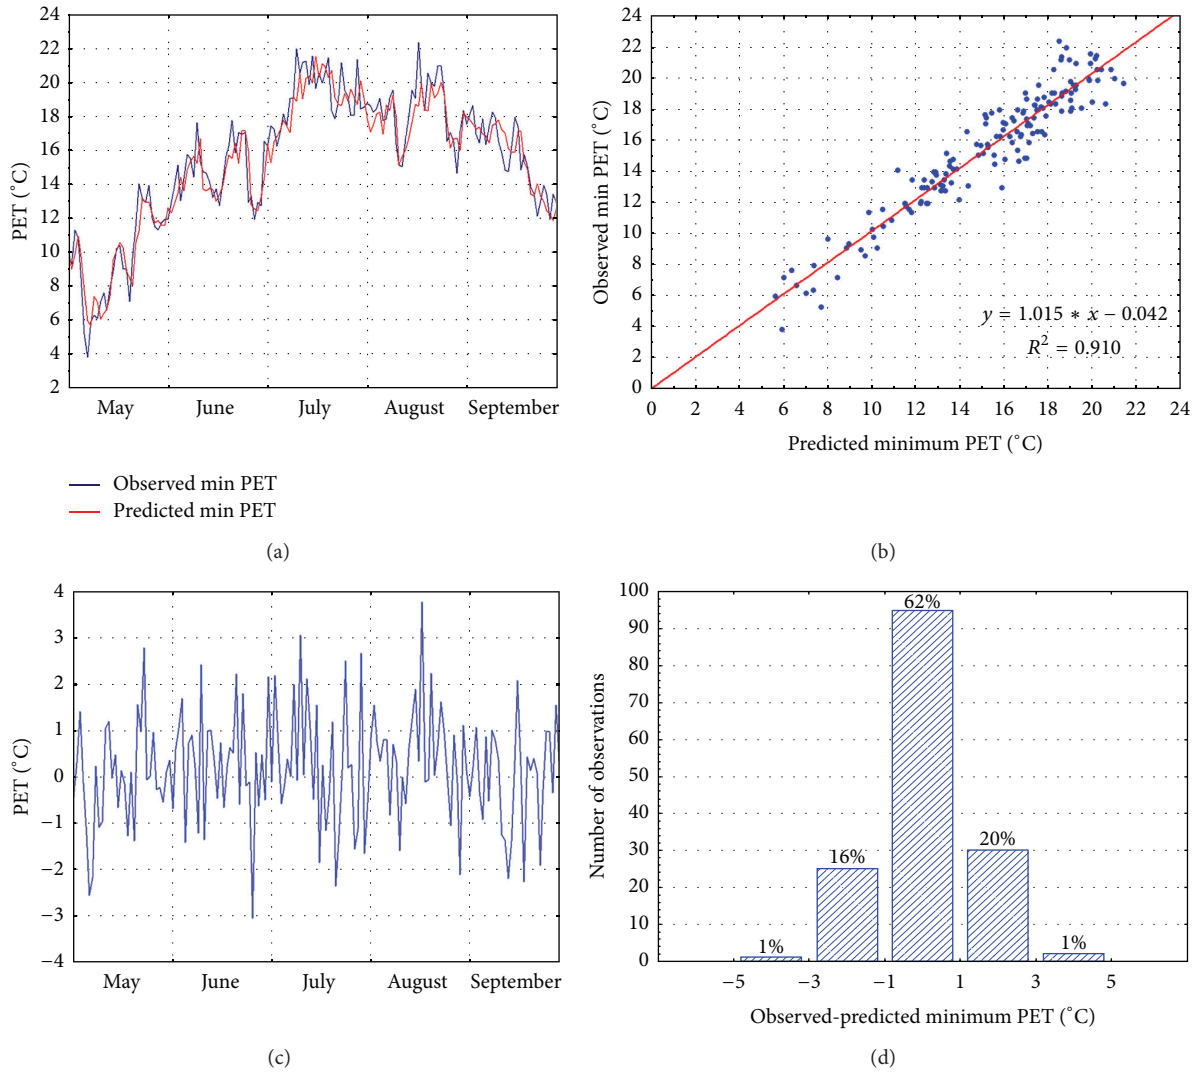 24
22
20
18
16
14
12
10
8
6
4
2
PET (°C)
May June July August September
Observed min PET
Predicted min PET
(a)
24
22
20
18
16
14
12
10
8
6
4
2
0
Observed min PET (°C)
y = 1.015 * x − 0.042
R² = 0.910
0 2 4 6 8 10 12 14 16 18 20 22 24
Predicted minimum PET (°C)
(b)
4
3
2
1
0
−1
−2
−3
−4
PET (°C)
May June July August September
(c)
100
90
80
70
60
50
40
30
20
10
0
Number of observations
62%
16%
20%
1%
1%
−5 −3 −1 1 3 5
Observed-predicted minimum PET (°C)
(d)